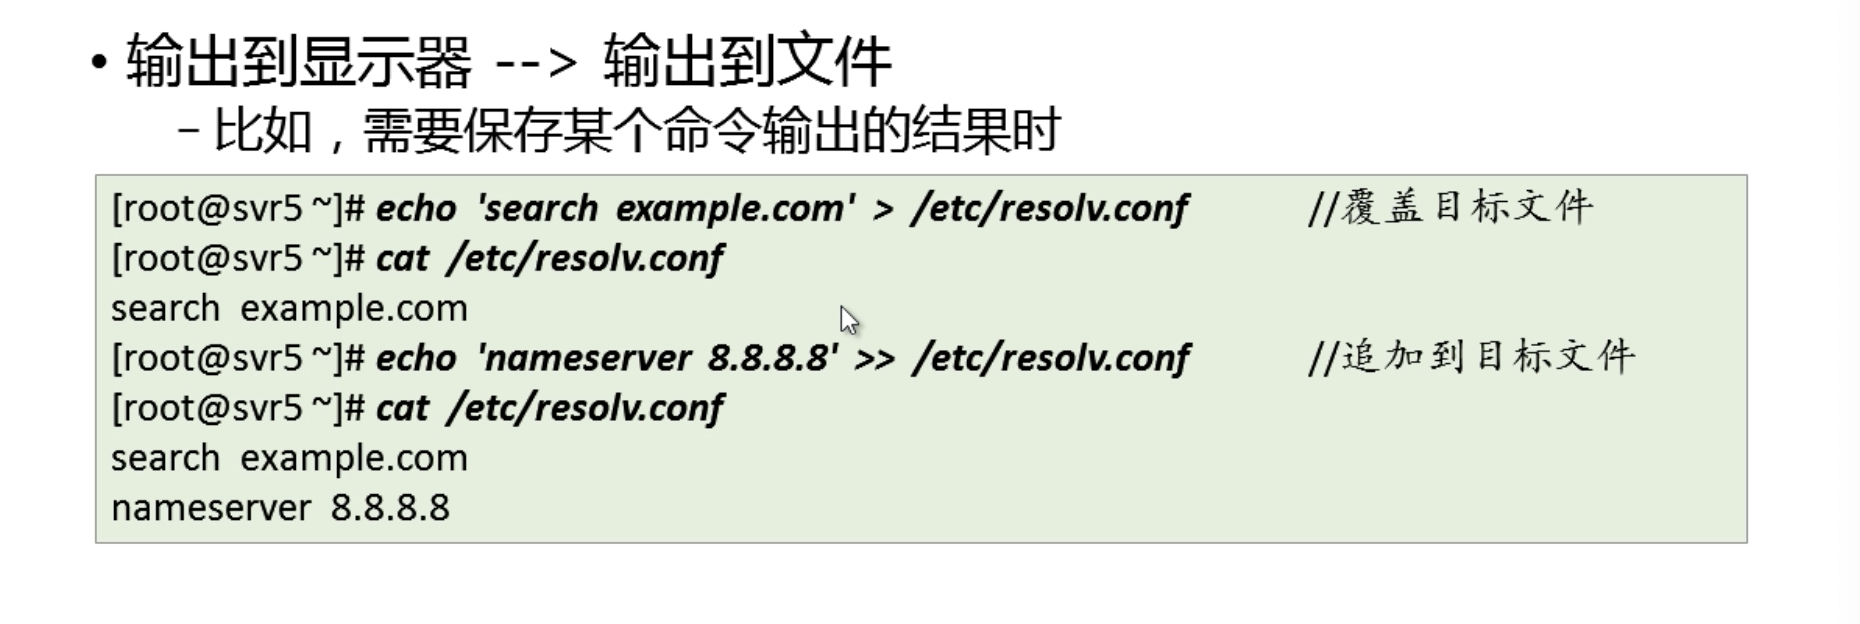 • 输出到显示器 --> 输出到文件
– 比如，需要保存某个命令输出的结果时
[root@svr5 ~]# echo 'search example.com' > /etc/resolv.conf //覆盖目标文件
[root@svr5 ~]# cat /etc/resolv.conf
search example.com
[root@svr5 ~]# echo 'nameserver 8.8.8.8' >> /etc/resolv.conf //追加到目标文件
[root@svr5 ~]# cat /etc/resolv.conf
search example.com
nameserver 8.8.8.8